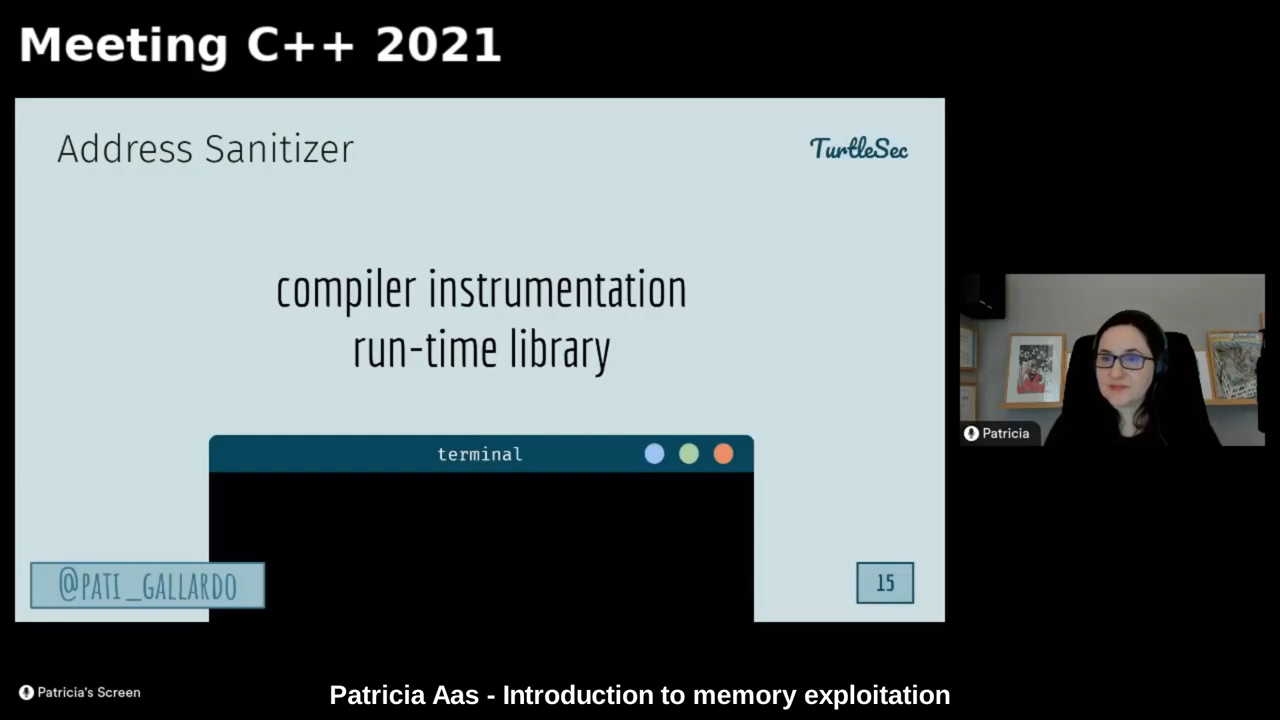 Meeting C++ 2021
Address Sanitizer
TurtleSec
compiler instrumentation
run-time library
terminal
@PATI_GALLARDO
15
Patricia
Patricia's Screen
Patricia Aas - Introduction to memory exploitation